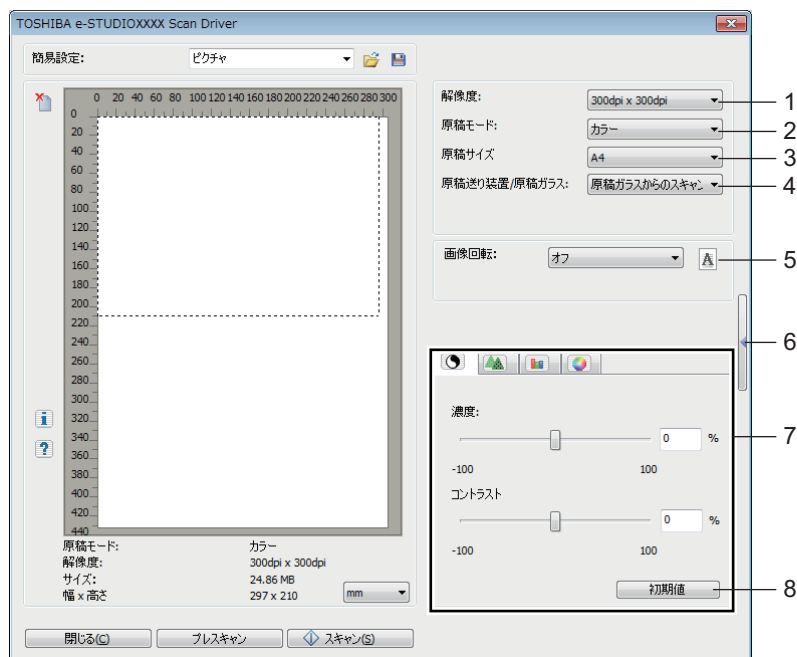 TOSHIBA e-STUDIOXXXX Scan Driver
簡易設定: ピクチャ
0 20 40 60 80 100 120 140 160 180 200 220 240 260 280 300
0
20
40
60
80
100
120
140
160
180
200
220
240
260
280
300
320
340
360
380
400
420
440
原稿モード: カラー
解像度: 300dpi x 300dpi
サイズ: 24.86 MB
幅 x 高さ 297 x 210 mm
閉じる(C) プレスキャン スキャン(S)
解像度: 300dpi x 300dpi 1
原稿モード: カラー 2
原稿サイズ A4 3
原稿送り装置/原稿ガラス: 原稿ガラスからのスキャン 4
画像回転: オフ A 5
6
濃度:
0 % 7
-100 100
コントラスト
0 %
-100 100
初期値 8